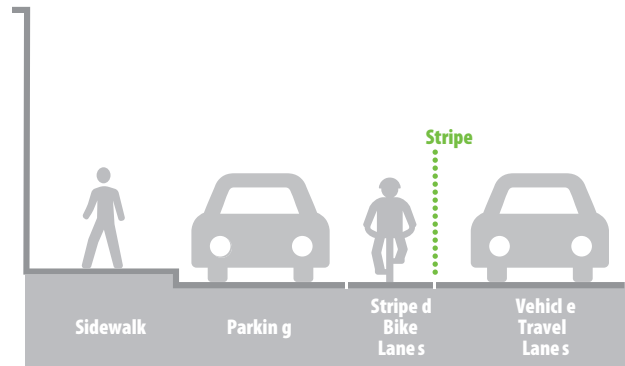 Stripe
Sidewalk
Parkin g
Stripe d
Bike
Lane s
Vehicl e
Travel
Lane s